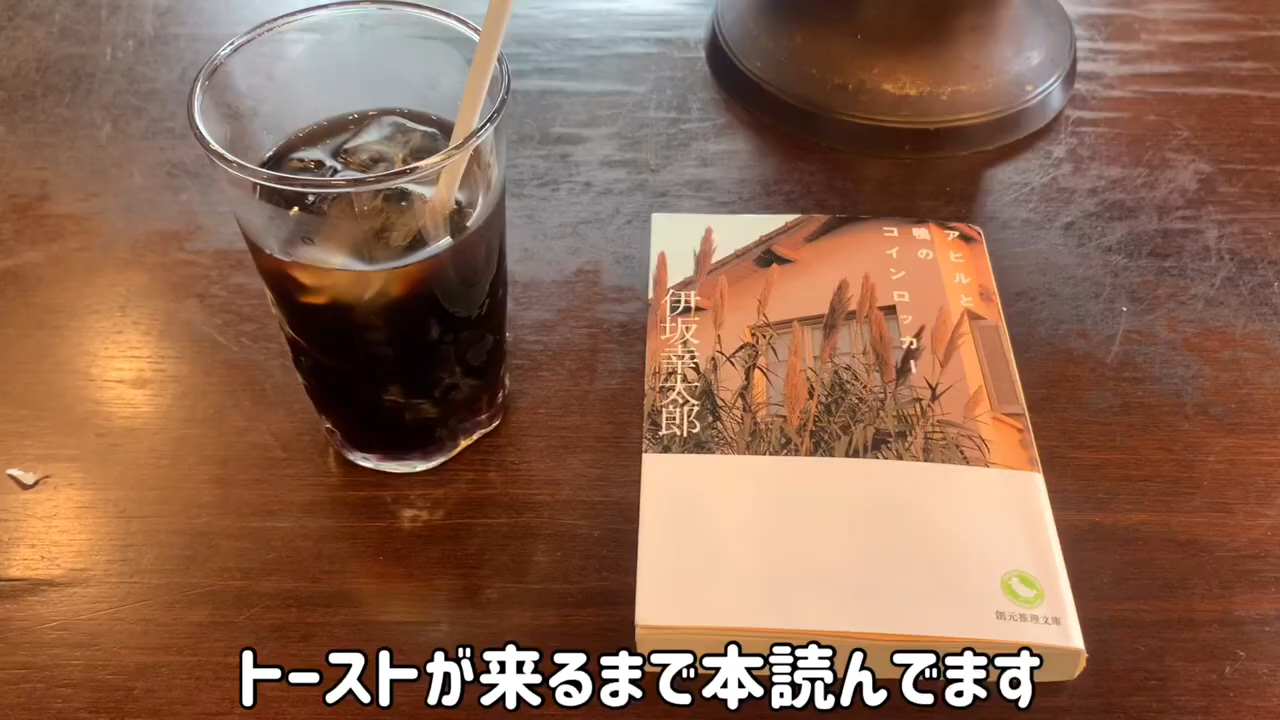 アヒルと
鴨の
コインロッカー
伊坂幸太郎
創元推理文庫
トーストが来るまで本読んでます